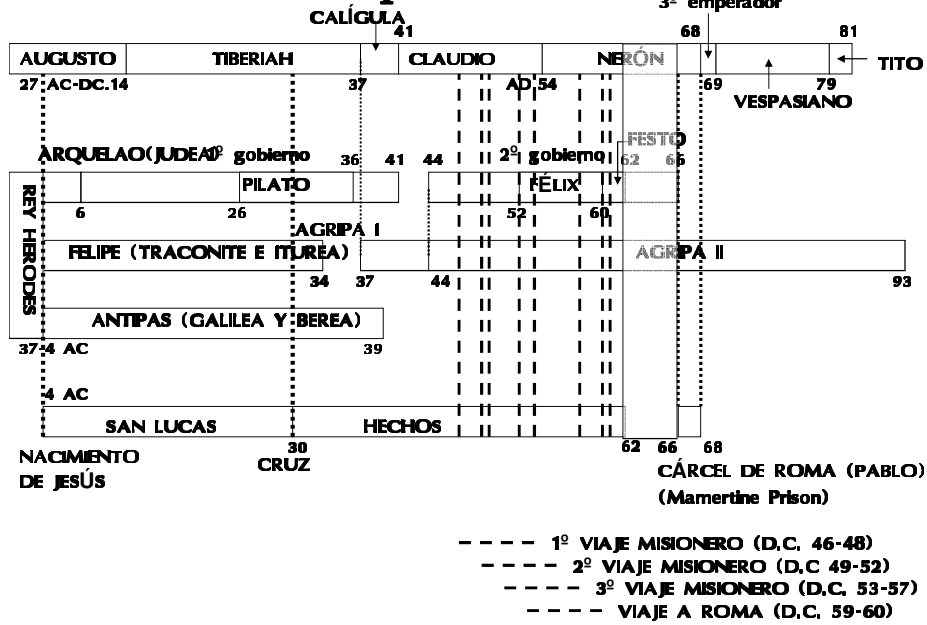 3º emperador
CALÍGULA
41 68 81
AUGUSTO TIBERIAH CLAUDIO NERÓN TITO
27 AC-DC.14 37 AD 54 69 79
VESPASIANO
FESTO
ARQUELAO(JUDEA) 1º gobierno 36 41 44 2º gobierno 62 66
REY HERODES
PILATO FÉLIX
6 26 52 60
AGRIPA I
FELIPE (TRACONITE E ITUREA) AGRIPA II
34 37 44 93
ANTIPAS (GALILEA Y BEREA)
37-4 AC 39
4 AC
SAN LUCAS HECHOS
30 62 66 68
NACIMIENTO
DE JESÚS
CRUZ
CÁRCEL DE ROMA (PABLO)
(Mamertine Prison)
1º VIAJE MISIONERO (D.C. 46-48)
2º VIAJE MISIONERO (D.C 49-52)
3º VIAJE MISIONERO (D.C. 53-57)
VIAJE A ROMA (D.C. 59-60)